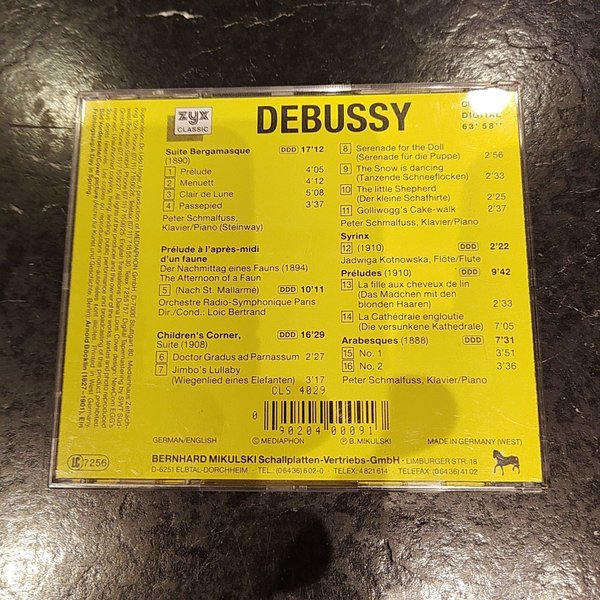 zyx
CLASSIC
DEBUSSY
DIGITAL
63'58''
Suite Bergamasque DDD 17'12
(1890)
1 Prélude 4'05
2 Menuett 4'12
3 Clair de Lune 5'08
4 Passepied 3'37
Peter Schmalfuss,
Klavier/Piano (Steinway)
Prélude à l'après-midi
d'un faune
Der Nachmittag eines Fauns (1894)
The Afternoon of a Faun
5 (Nach St. Mallarmé) DDD 10'11
Orchestre Radio-Symphonique Paris
Dir./Cond.: Loic Bertrand
Children's Corner, DDD 16'29
Suite (1908)
6 Doctor Gradus ad Parnassum 2'27
7 Jimbo's Lullaby
(Wiegenlied eines Elefanten) 3'17
8 Serenade for the Doll
(Serenade für die Puppe) 2'56
9 The Snow is dancing
(Tanzende Schneeflocken) 2'33
10 The little Shepherd
(Der kleine Schafhirte) 2'25
11 Golliwogg's Cake-walk 3'37
Peter Schmalfuss, Klavier/Piano
Syrinx
12 (1910) DDD 2'22
Jadwiga Kotnowska, Flöte/Flute
Préludes (1910) DDD 9'42
13 La fille aux cheveux de lin
(Das Mädchen mit den
blonden Haaren) 2'33
14 La Cathédrale engloutie
(Die versunkene Kathedrale) 7'05
Arabesques (1888) DDD 7'31
15 No. 1 3'51
16 No. 2 3'36
Peter Schmalfuss, Klavier/Piano
CLS 4029
0 90204 00091
GERMAN/ENGLISH © MEDIAPHON Ⓟ B. MIKULSKI MADE IN GERMANY (WEST)
BERNHARD MIKULSKI Schallplatten-Vertriebs-GmbH · LIMBURGER STR. 18
D-6251 ELBTAL-DORCHHEIM · TEL.: (06436) 602-0 · TELEX: 4821614 · TELEFAX: (06436) 4102
LC 7256